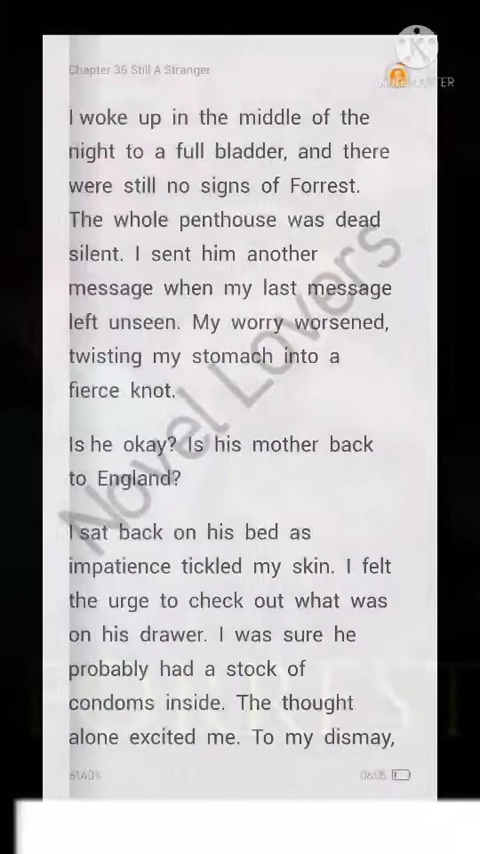 Chapter 36 Still A Stranger
KINEMASTER
I woke up in the middle of the
night to a full bladder, and there
were still no signs of Forrest.
The whole penthouse was dead
silent. I sent him another
message when my last message
left unseen. My worry worsened,
twisting my stomach into a
fierce knot.
Is he okay? Is his mother back
to England?
I sat back on his bed as
impatience tickled my skin. I felt
the urge to check out what was
on his drawer. I was sure he
probably had a stock of
condoms inside. The thought
alone excited me. To my dismay,
61.40%
06:05
Novel Lovers